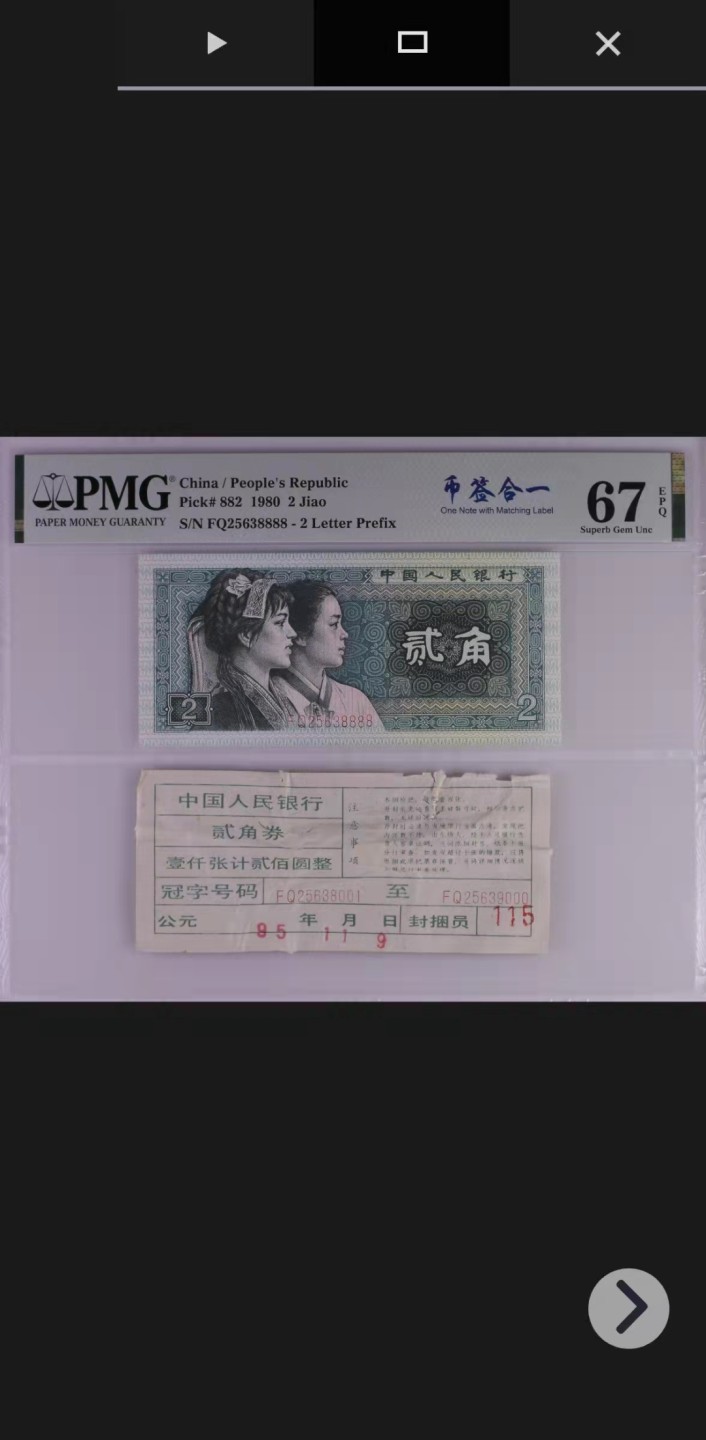 PMG
PAPER MONEY GUARANTY
China / People's Republic
Pick# 882 1980 2 Jiao
S/N FQ25638888 - 2 Letter Prefix
币签合一
One Note with Matching Label
67
EPQ
Superb Gem Unc
中国人民银行
贰角
2
FQ25638888
2
中国人民银行
贰角券
壹仟张计贰佰圆整
注意事项
冠字号码 FQ25638001 至 FQ25639000
公元 95 年 11 月 9 日 封捆员 115